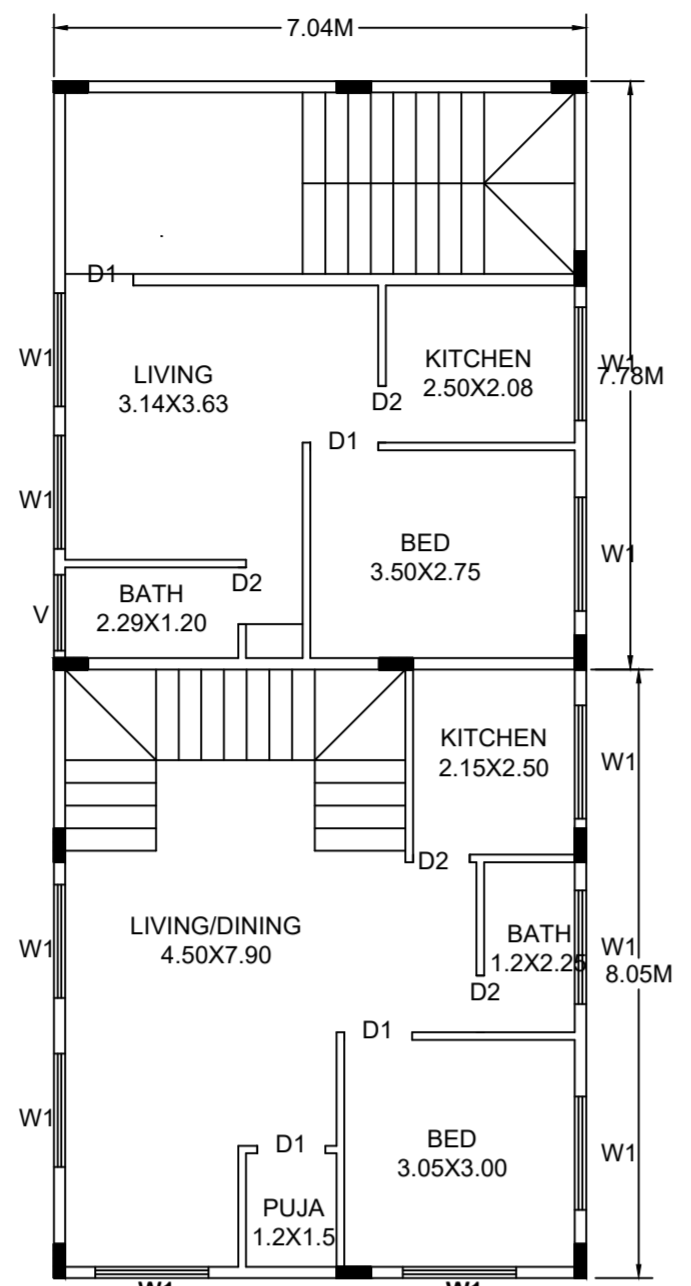 7.04M
D1
W1
LIVING
3.14X3.63
KITCHEN
2.50X2.08
W1
7.78M
D2
D1
W1
BED
3.50X2.75
W1
D2
V
BATH
2.29X1.20
KITCHEN
2.15X2.50
W1
D2
W1
LIVING/DINING
4.50X7.90
BATH
1.2X2.25
W1
8.05M
D2
D1
W1
D1
BED
3.05X3.00
W1
PUJA
1.2X1.5
W1
W1